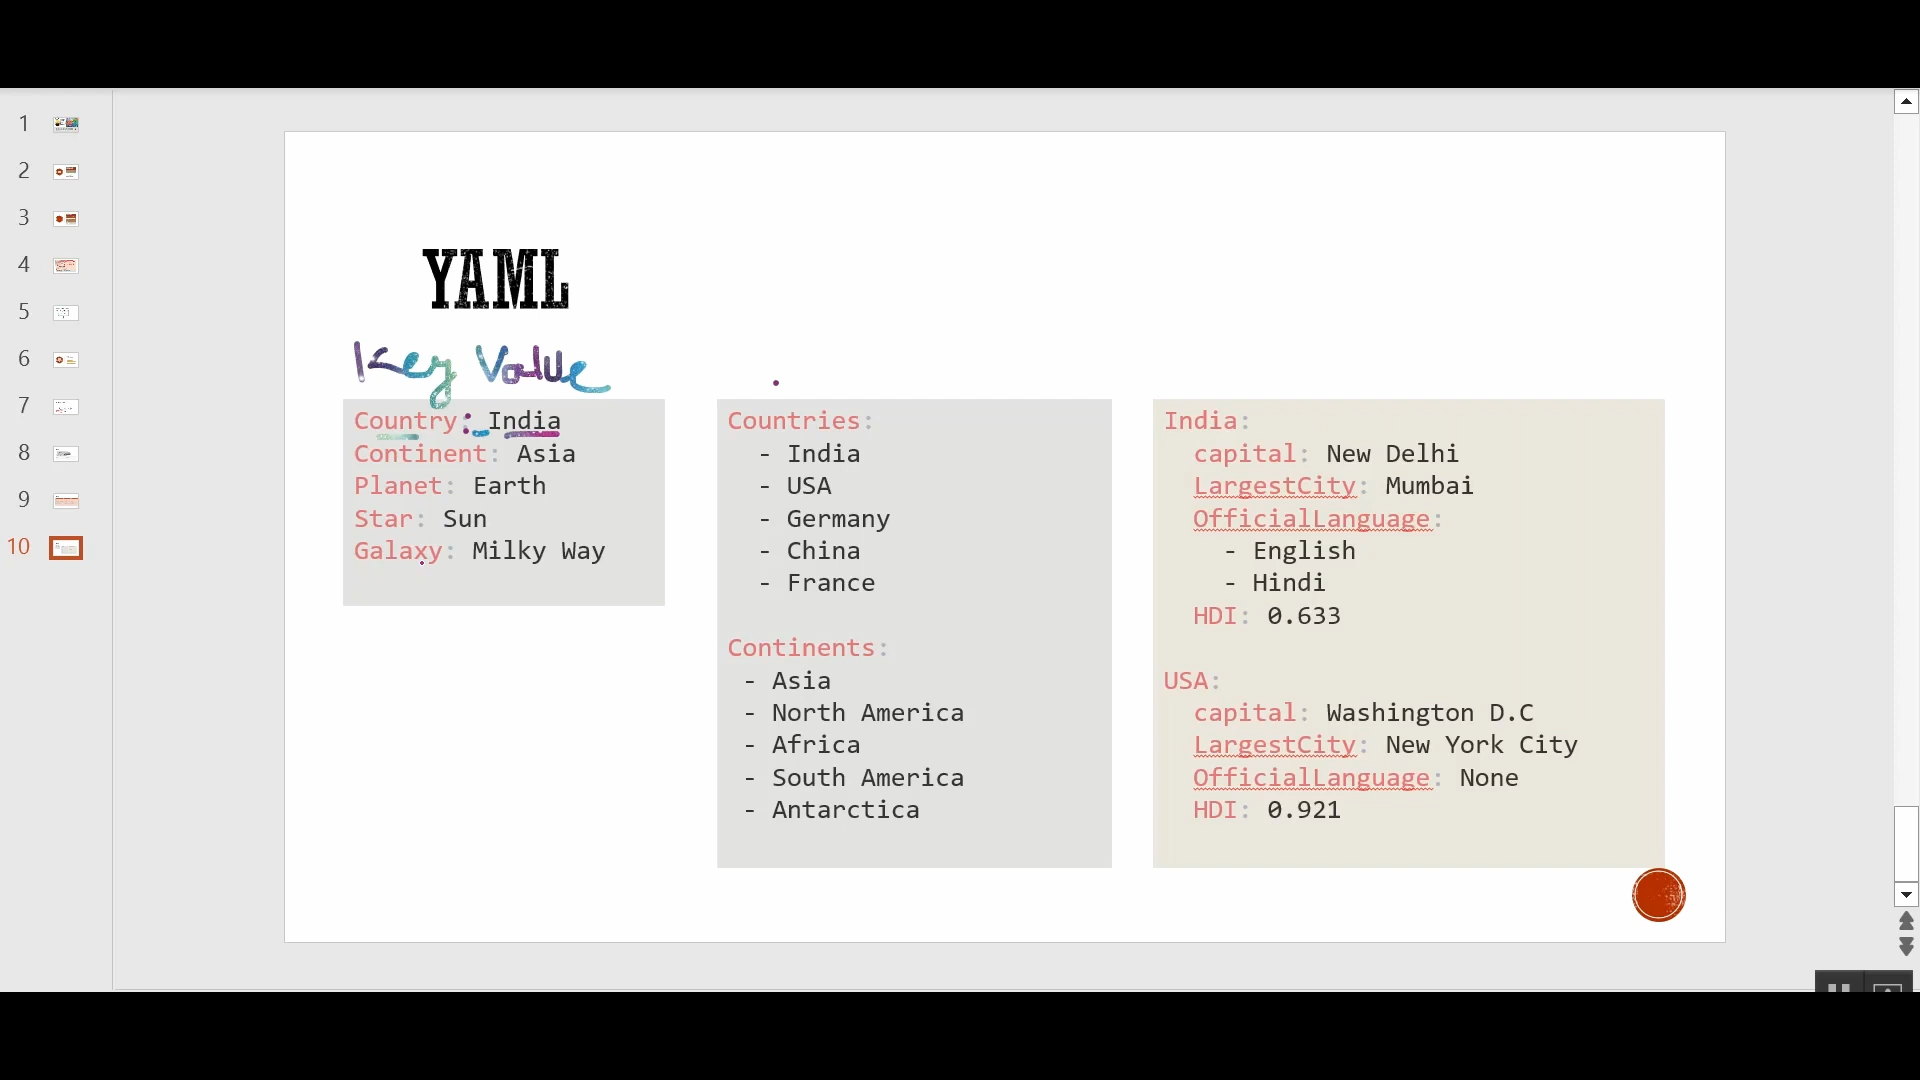 1
2
3
4
5
6
7
8
9
10
YAML
Key Value
Country: India
Continent: Asia
Planet: Earth
Star: Sun
Galaxy: Milky Way
Countries:
- India
- USA
- Germany
- China
- France
Continents:
- Asia
- North America
- Africa
- South America
- Antarctica
India:
capital: New Delhi
LargestCity: Mumbai
OfficialLanguage:
- English
- Hindi
HDI: 0.633
USA:
capital: Washington D.C
LargestCity: New York City
OfficialLanguage: None
HDI: 0.921